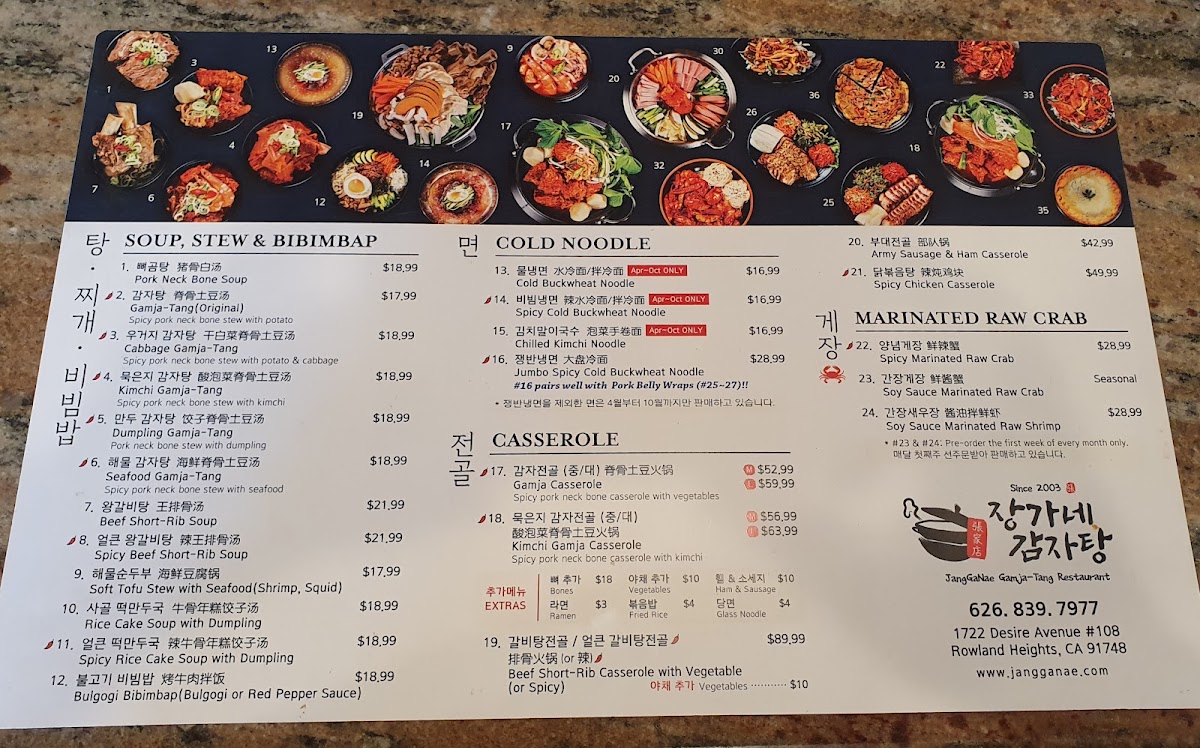 1
3
13
19
9
20
30
36
22
33
7
4
6
12
14
17
32
26
25
18
35
탕·찌개·비빔밥
SOUP, STEW & BIBIMBAP
1. 뼈곰탕 猪骨白汤 $18,99
Pork Neck Bone Soup
2. 감자탕 脊骨土豆汤 $17,99
Gamja-Tang(Original)
Spicy pork neck bone stew with potato
3. 우거지 감자탕 干白菜脊骨土豆汤 $18,99
Cabbage Gamja-Tang
Spicy pork neck bone stew with potato & cabbage
4. 묵은지 감자탕 酸泡菜脊骨土豆汤 $18,99
Kimchi Gamja-Tang
Spicy pork neck bone stew with kimchi
5. 만두 감자탕 饺子脊骨土豆汤 $18,99
Dumpling Gamja-Tang
Pork neck bone stew with dumpling
6. 해물 감자탕 海鲜脊骨土豆汤 $18,99
Seafood Gamja-Tang
Spicy pork neck bone stew with seafood
7. 왕갈비탕 王排骨汤 $21,99
Beef Short-Rib Soup
8. 얼큰 왕갈비탕 辣王排骨汤 $21,99
Spicy Beef Short-Rib Soup
9. 해물순두부 海鲜豆腐锅 $17,99
Soft Tofu Stew with Seafood(Shrimp, Squid)
10. 사골 떡만두국 牛骨年糕饺子汤 $18,99
Rice Cake Soup with Dumpling
11. 얼큰 떡만두국 辣牛骨年糕饺子汤 $18,99
Spicy Rice Cake Soup with Dumpling
12. 불고기 비빔밥 烤牛肉拌饭 $18,99
Bulgogi Bibimbap(Bulgogi or Red Pepper Sauce)
면
COLD NOODLE
13. 물냉면 水冷面/拌冷面 Apr-Oct ONLY $16,99
Cold Buckwheat Noodle
14. 비빔냉면 辣水冷面/拌冷面 Apr-Oct ONLY $16,99
Spicy Cold Buckwheat Noodle
15. 김치말이국수 泡菜手卷面 Apr-Oct ONLY $16,99
Chilled Kimchi Noodle
16. 쟁반냉면 大盘冷面 $28,99
Jumbo Spicy Cold Buckwheat Noodle
#16 pairs well with Pork Belly Wraps (#25~27)!!
* 쟁반냉면을 제외한 면은 4월부터 10월까지만 판매하고 있습니다.
전골
CASSEROLE
17. 감자전골 (중/대) 脊骨土豆火锅 M $52,99
Gamja Casserole L $59,99
Spicy pork neck bone casserole with vegetables
18. 묵은지 감자전골 (중/대) M $56,99
酸泡菜脊骨土豆火锅 L $63,99
Kimchi Gamja Casserole
Spicy pork neck bone casserole with kimchi
추가메뉴
EXTRAS
뼈 추가 $18 야채 추가 $10 햄 & 소세지 $10
Bones Vegetables Ham & Sausage
라면 $3 볶음밥 $4 당면 $4
Ramen Fried Rice Glass Noodle
19. 갈비탕전골 / 얼큰 갈비탕전골 $89,99
排骨火锅 (or 辣)
Beef Short-Rib Casserole with Vegetable
(or Spicy) 야채 추가 Vegetables ··········· $10
20. 부대전골 部队锅 $42,99
Army Sausage & Ham Casserole
21. 닭볶음탕 辣炖鸡块 $49,99
Spicy Chicken Casserole
게장
MARINATED RAW CRAB
22. 양념게장 鲜辣蟹 $28,99
Spicy Marinated Raw Crab
23. 간장게장 鲜酱蟹 Seasonal
Soy Sauce Marinated Raw Crab
24. 간장새우장 酱油拌鲜虾 $28,99
Soy Sauce Marinated Raw Shrimp
* #23 & #24: Pre-order the first week of every month only.
매달 첫째주 선주문받아 판매하고 있습니다.
Since 2003
장가네
감자탕
張家店
JangGaNae Gamja-Tang Restaurant
626.839.7977
1722 Desire Avenue #108
Rowland Heights, CA 91748
www.jangganae.com